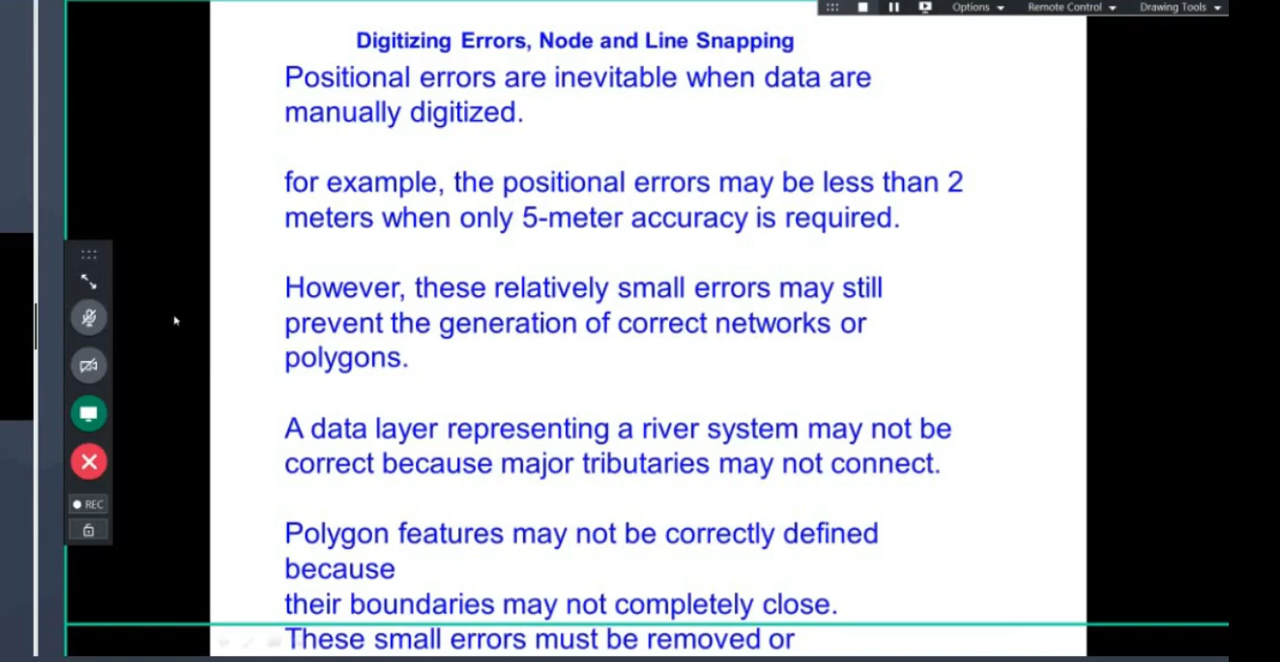 Options
Remote Control
Drawing Tools
Digitizing Errors, Node and Line Snapping
Positional errors are inevitable when data are
manually digitized.
for example, the positional errors may be less than 2
meters when only 5-meter accuracy is required.
However, these relatively small errors may still
prevent the generation of correct networks or
polygons.
A data layer representing a river system may not be
correct because major tributaries may not connect.
Polygon features may not be correctly defined
because
their boundaries may not completely close.
These small errors must be removed or
REC